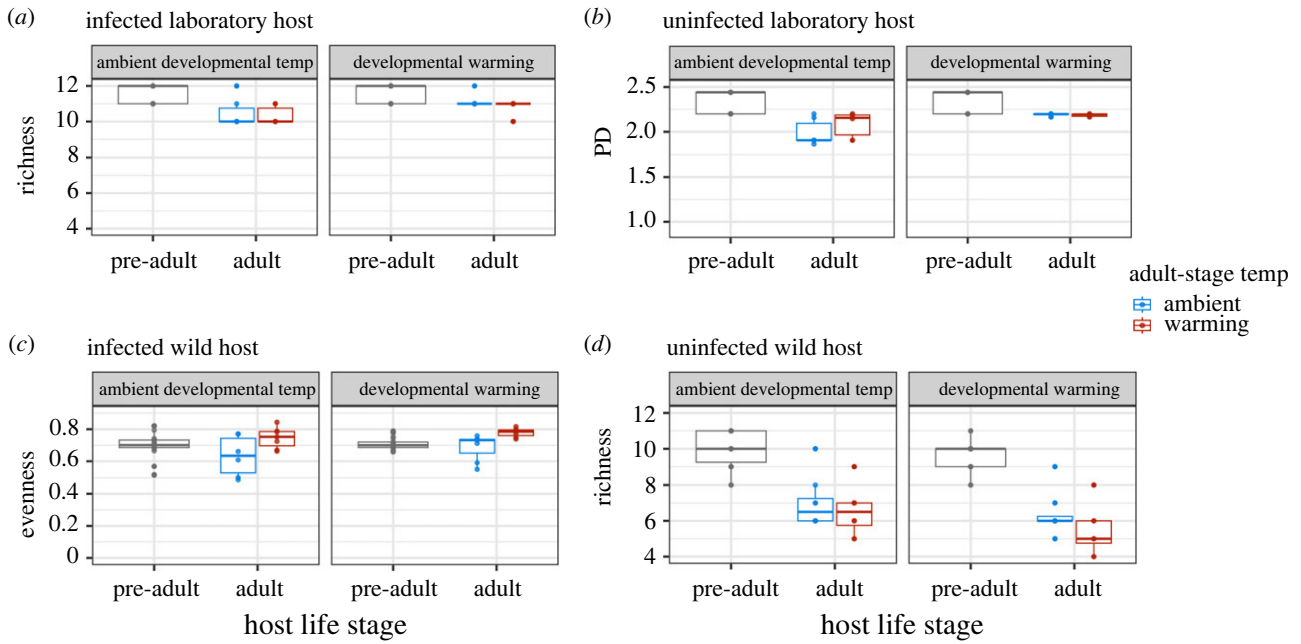 (a) infected laboratory host
ambient developmental temp developmental warming
12
10
8
6
4
richness
pre-adult adult pre-adult adult
(b) uninfected laboratory host
ambient developmental temp developmental warming
2.5
2.0
1.5
1.0
PD
pre-adult adult pre-adult adult
adult-stage temp
ambient
warming
(c) infected wild host
ambient developmental temp developmental warming
0.8
0.6
0.4
0.2
0
evenness
pre-adult adult pre-adult adult
host life stage
(d) uninfected wild host
ambient developmental temp developmental warming
12
10
8
6
4
richness
pre-adult adult pre-adult adult
host life stage